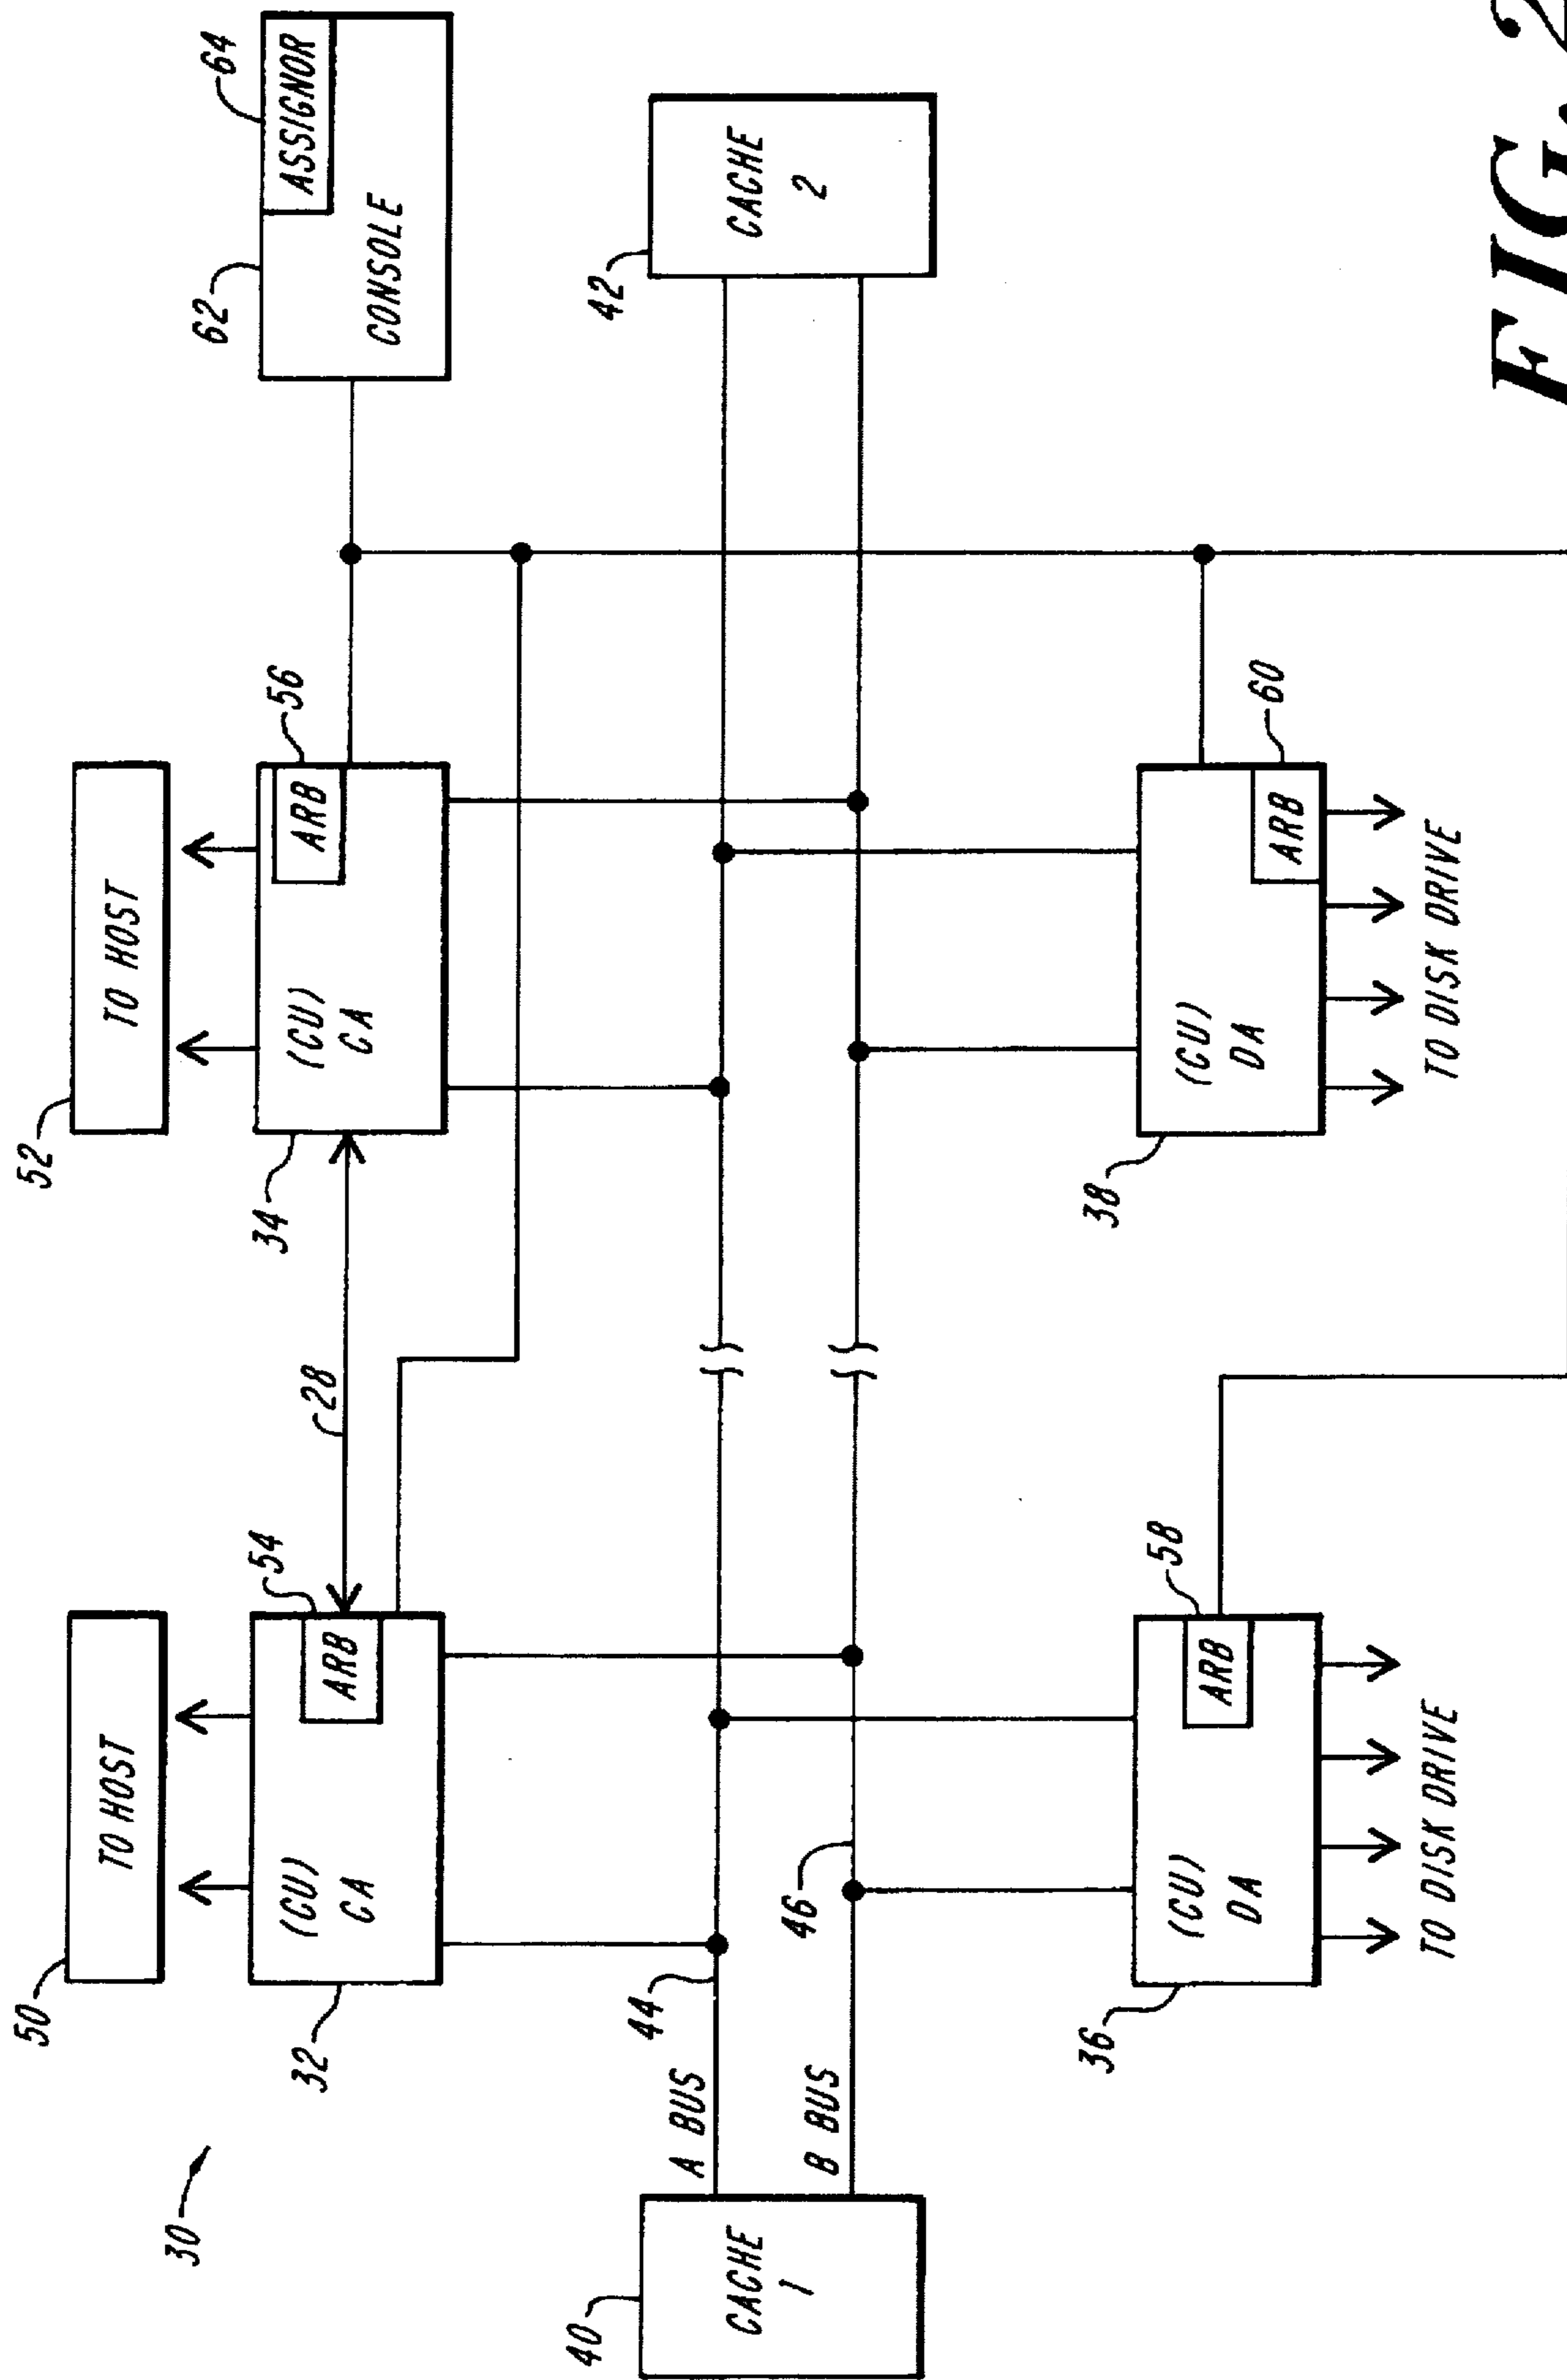 50
TO HOST
52
TO HOST
62
64
ASSIGNOR
CONSOLE
30
32
(CU)
CA
54
ARB
28
34
(CU)
CA
56
ARB
40
CACHE
1
A BUS
44
B BUS
46
42
CACHE
2
36
(CU)
DA
58
ARB
TO DISK DRIVE
38
(CU)
DA
60
ARB
TO DISK DRIVE
FIG. 2